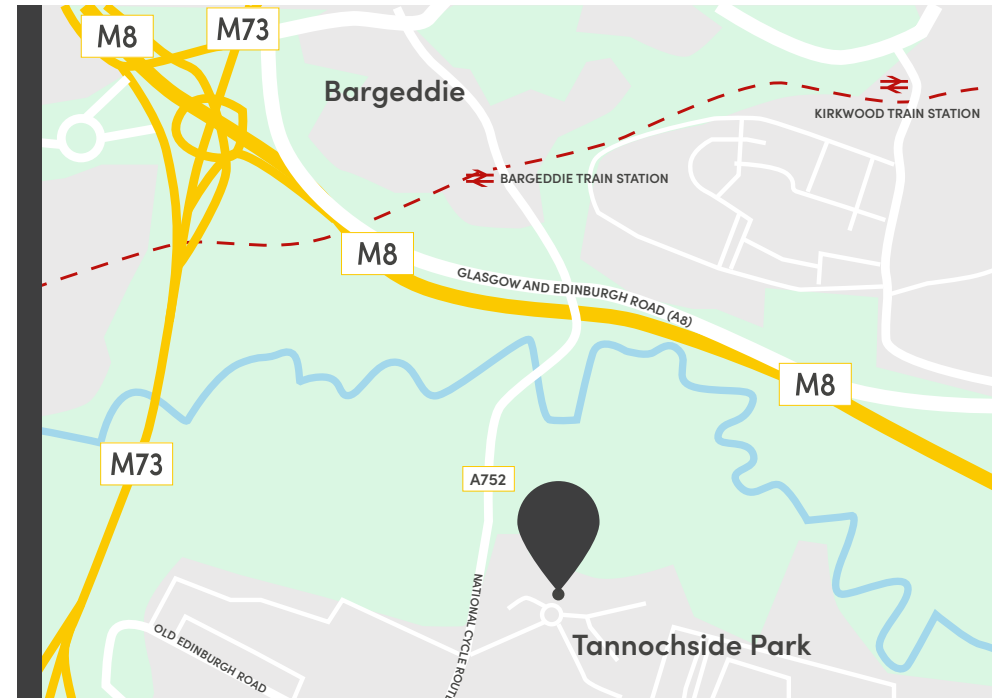 M8
M73
Bargeddie
KIRKWOOD TRAIN STATION
BARGEDDIE TRAIN STATION
M8
GLASGOW AND EDINBURGH ROAD (A8)
M8
M73
A752
NATIONAL CYCLE ROUT
OLD EDINBURGH ROAD
Tannochside Park